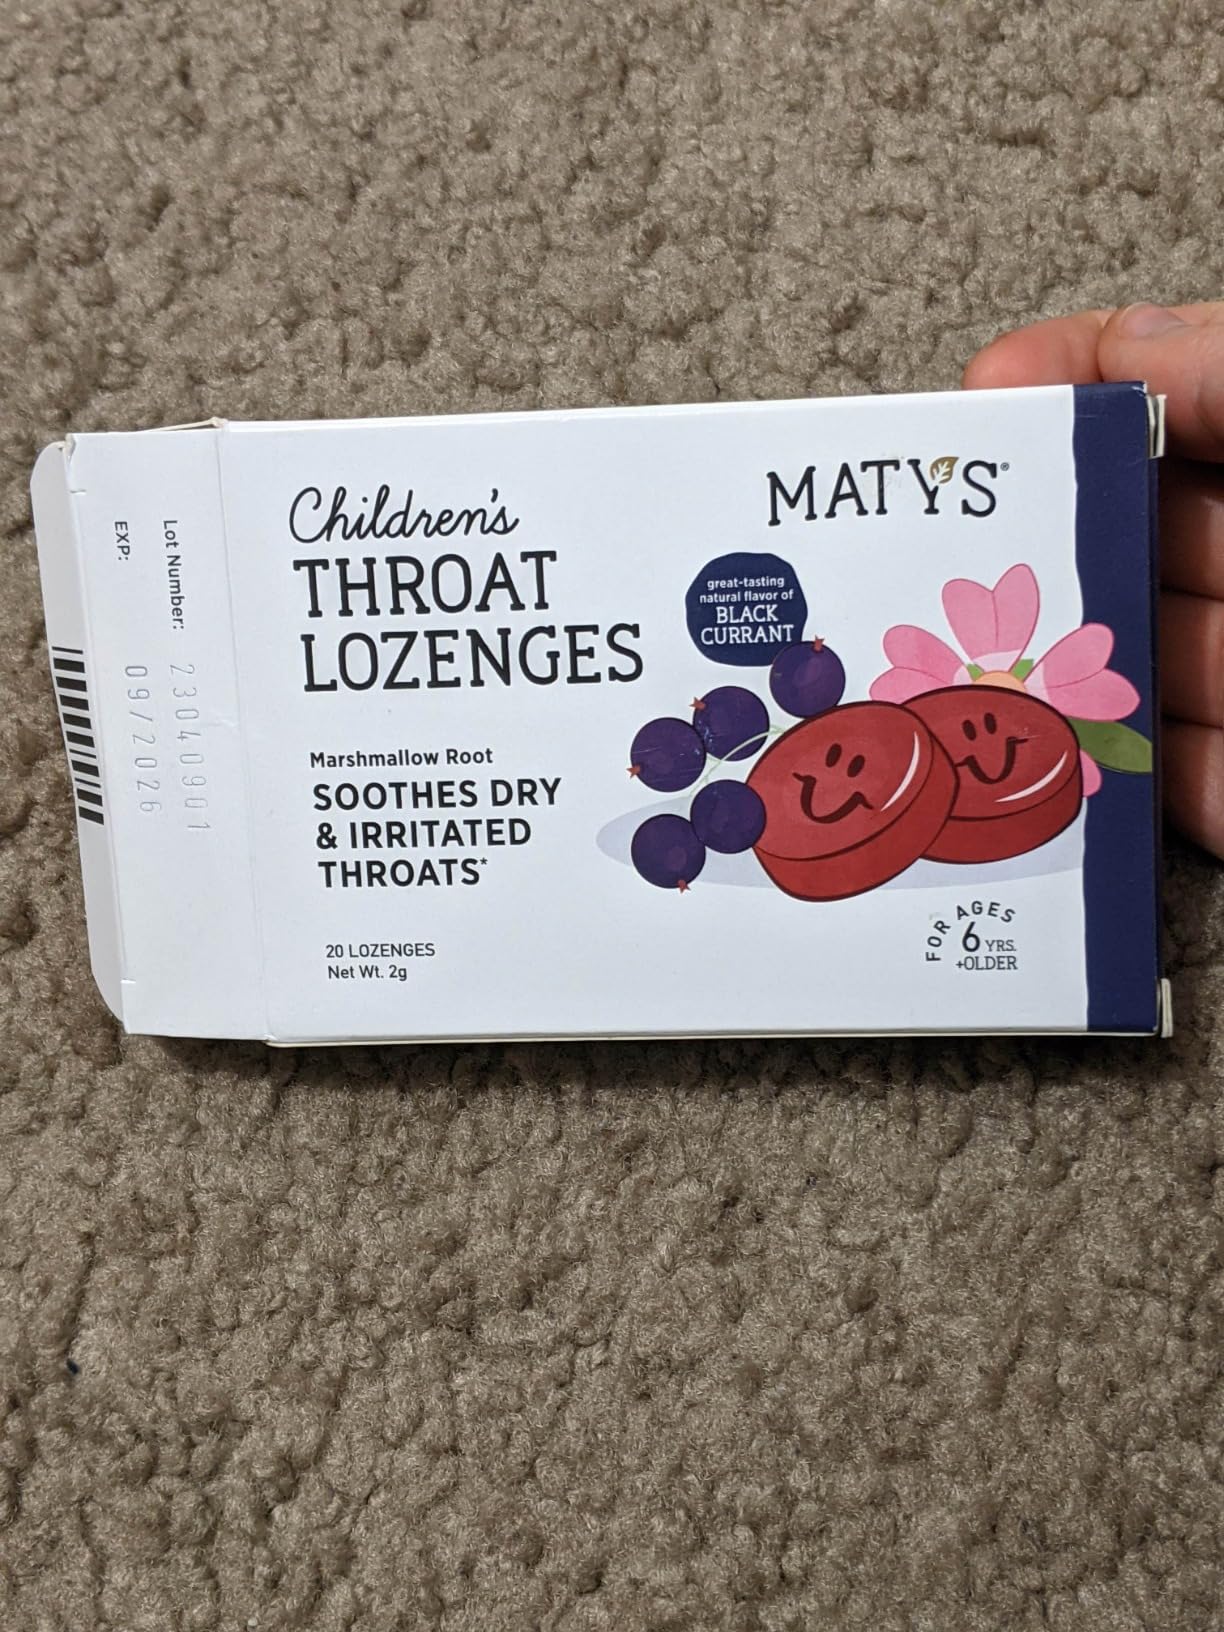 Children's
THROAT
LOZENGES
MATYS®
great-tasting
natural flavor of
BLACK
CURRANT
Marshmallow Root
SOOTHES DRY
& IRRITATED
THROATS*
20 LOZENGES
Net Wt. 2g
FOR AGES
6 YRS.
+OLDER
Lot Number: 23040901
EXP: 09/2026